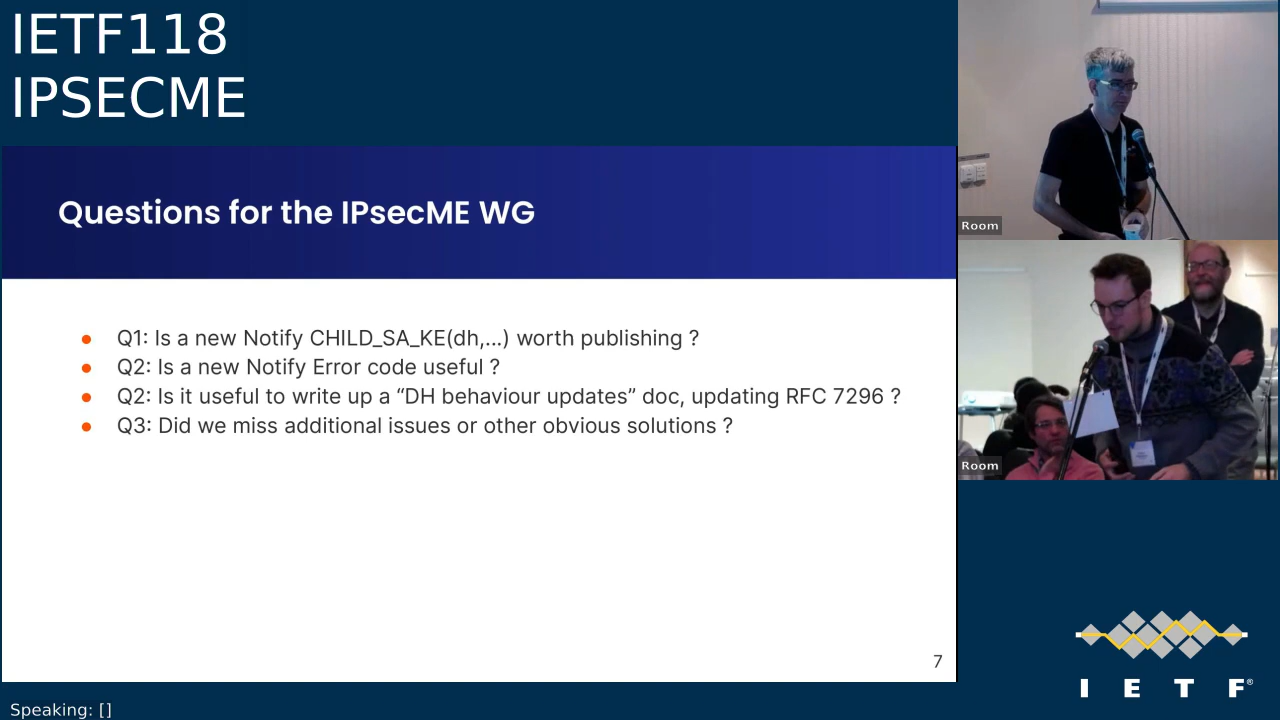 IETF118
IPSECME
Questions for the IPsecME WG
● Q1: Is a new Notify CHILD_SA_KE(dh,...) worth publishing ?
● Q2: Is a new Notify Error code useful ?
● Q2: Is it useful to write up a “DH behaviour updates” doc, updating RFC 7296 ?
● Q3: Did we miss additional issues or other obvious solutions ?
7
Room
Room
I E T F®
Speaking: []